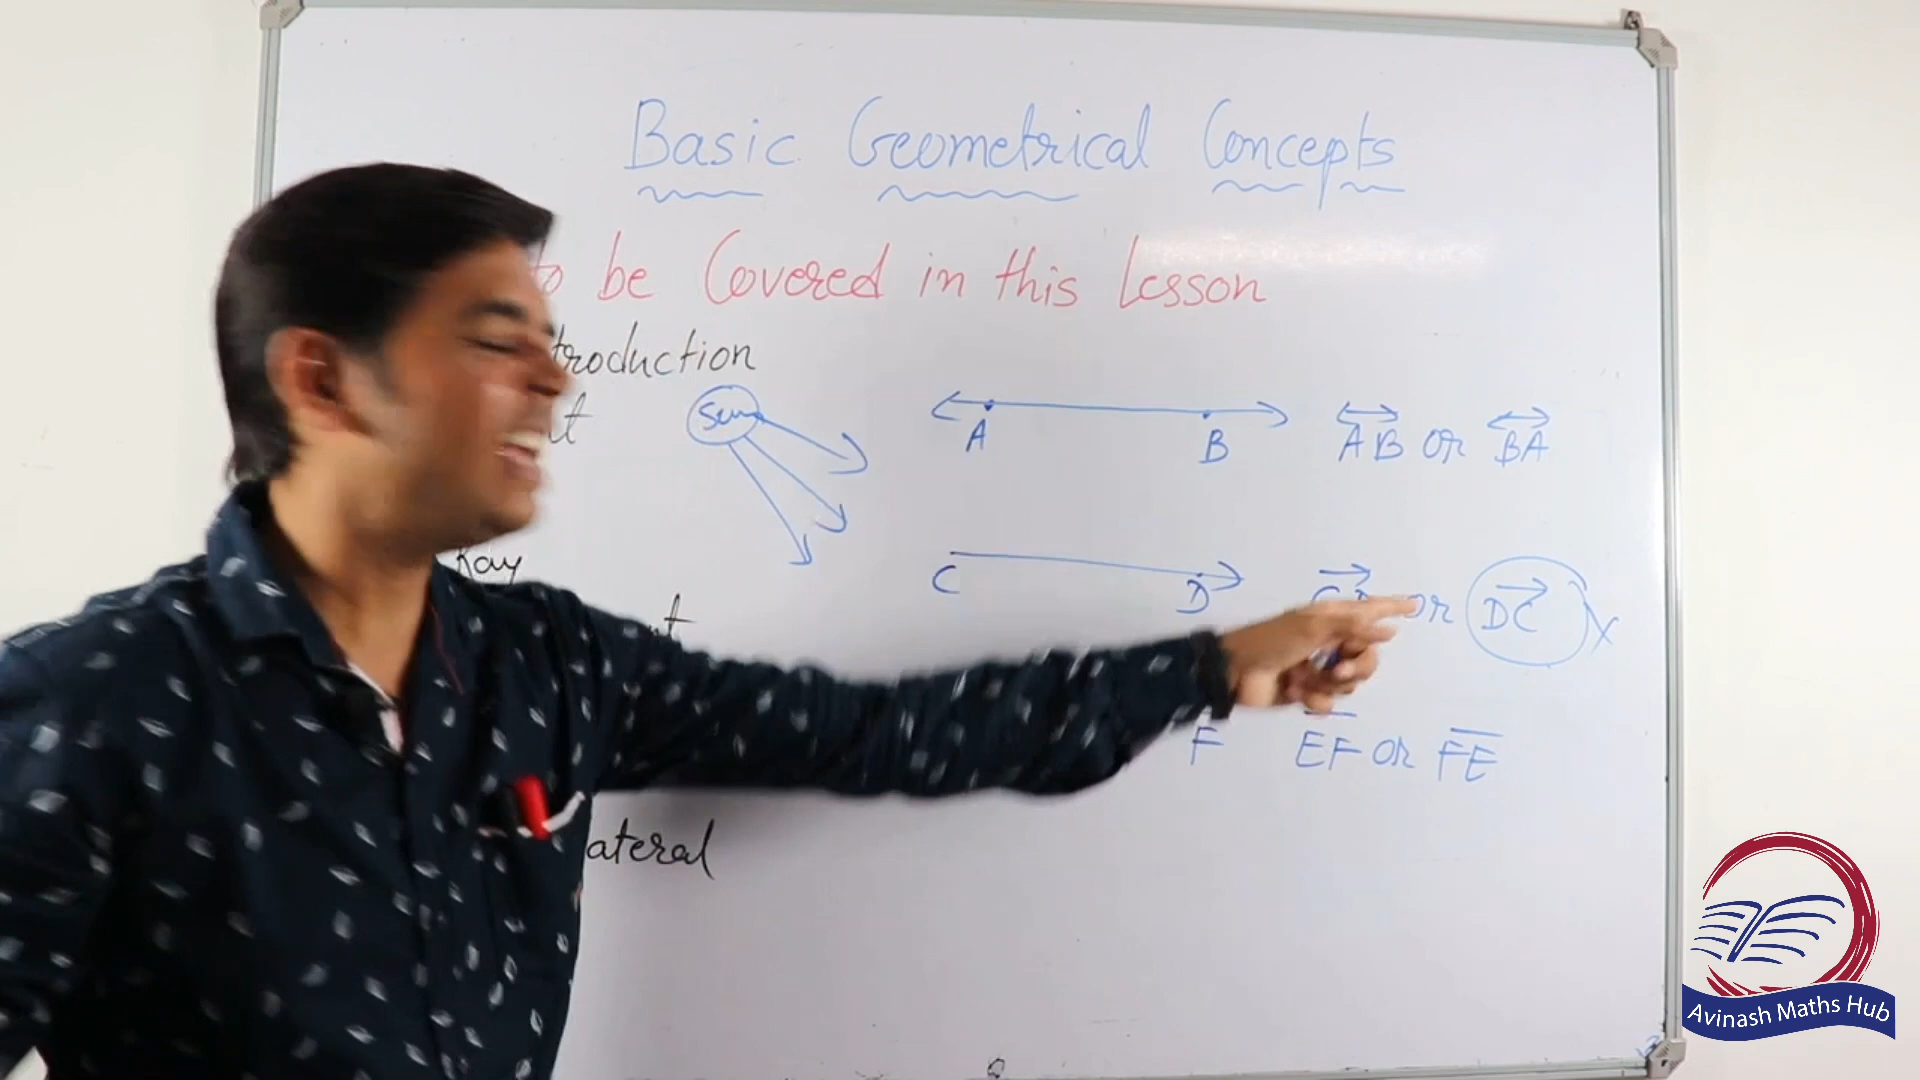 Basic Geometrical Concepts
to be Covered in this Lesson
troduction
Sun
A B
AB or BA
Ray
C D
or DC X
F
EF or FE
ateral
Avinash Maths Hub